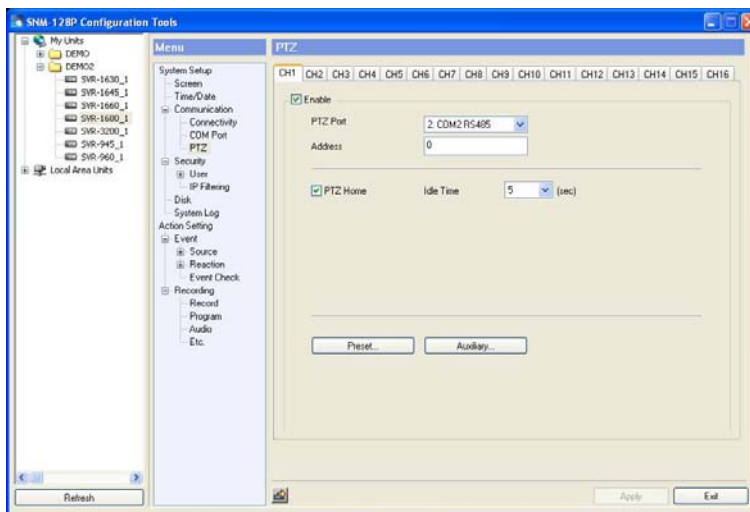 SNM-128P Configuration Tools
My Units
DEMO
DEMO2
SVR-1630_1
SVR-1645_1
SVR-1660_1
SVR-1680_1
SVR-3200_1
SVR-945_1
SVR-960_1
Local Area Units
Refresh
Menu
System Setup
Screen
Time/Date
Communication
Connectivity
COM Port
PTZ
Security
User
IP Filtering
Disk
System Log
Action Setting
Event
Source
Reaction
Event Check
Recording
Record
Program
Audio
Etc.
PTZ
CH1 CH2 CH3 CH4 CH5 CH6 CH7 CH8 CH9 CH10 CH11 CH12 CH13 CH14 CH15 CH16
Enable
PTZ Port 2. COM2 RS485
Address 0
PTZ Home Idle Time 5 (sec)
Preset... Auxiliary...
Apply Exit